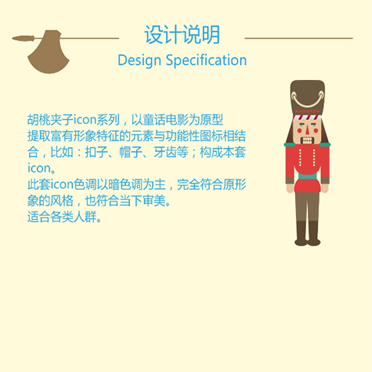 设计说明
Design Specification
胡桃夹子icon系列，以童话电影为原型
提取富有形象特征的元素与功能性图标相结
合，比如：扣子、帽子、牙齿等；构成本套
icon。
此套icon色调以暗色调为主，完全符合原形
象的风格，也符合当下审美。
适合各类人群。